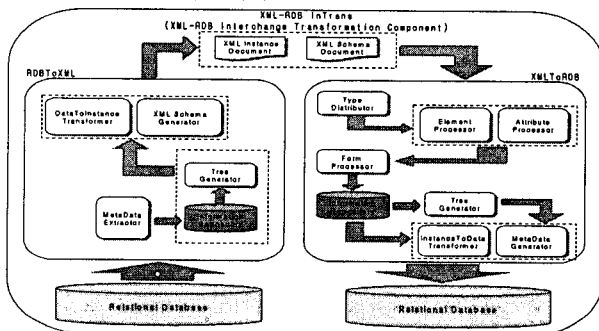 XML-RDB InTrans
(XML-RDB Interchange Transformation Component)
XML Instance
Document
XML Schema
Document
RDBToXML
DataToInstance
Transformer
XML Schema
Generator
Tree
Generator
MetaData
Extractor
Relational Database
XMLToRDB
Type
Distributor
Element
Processor
Attribute
Processor
Form
Processor
Tree
Generator
InstanceToData
Transformer
MetaData
Generator
Relational Database